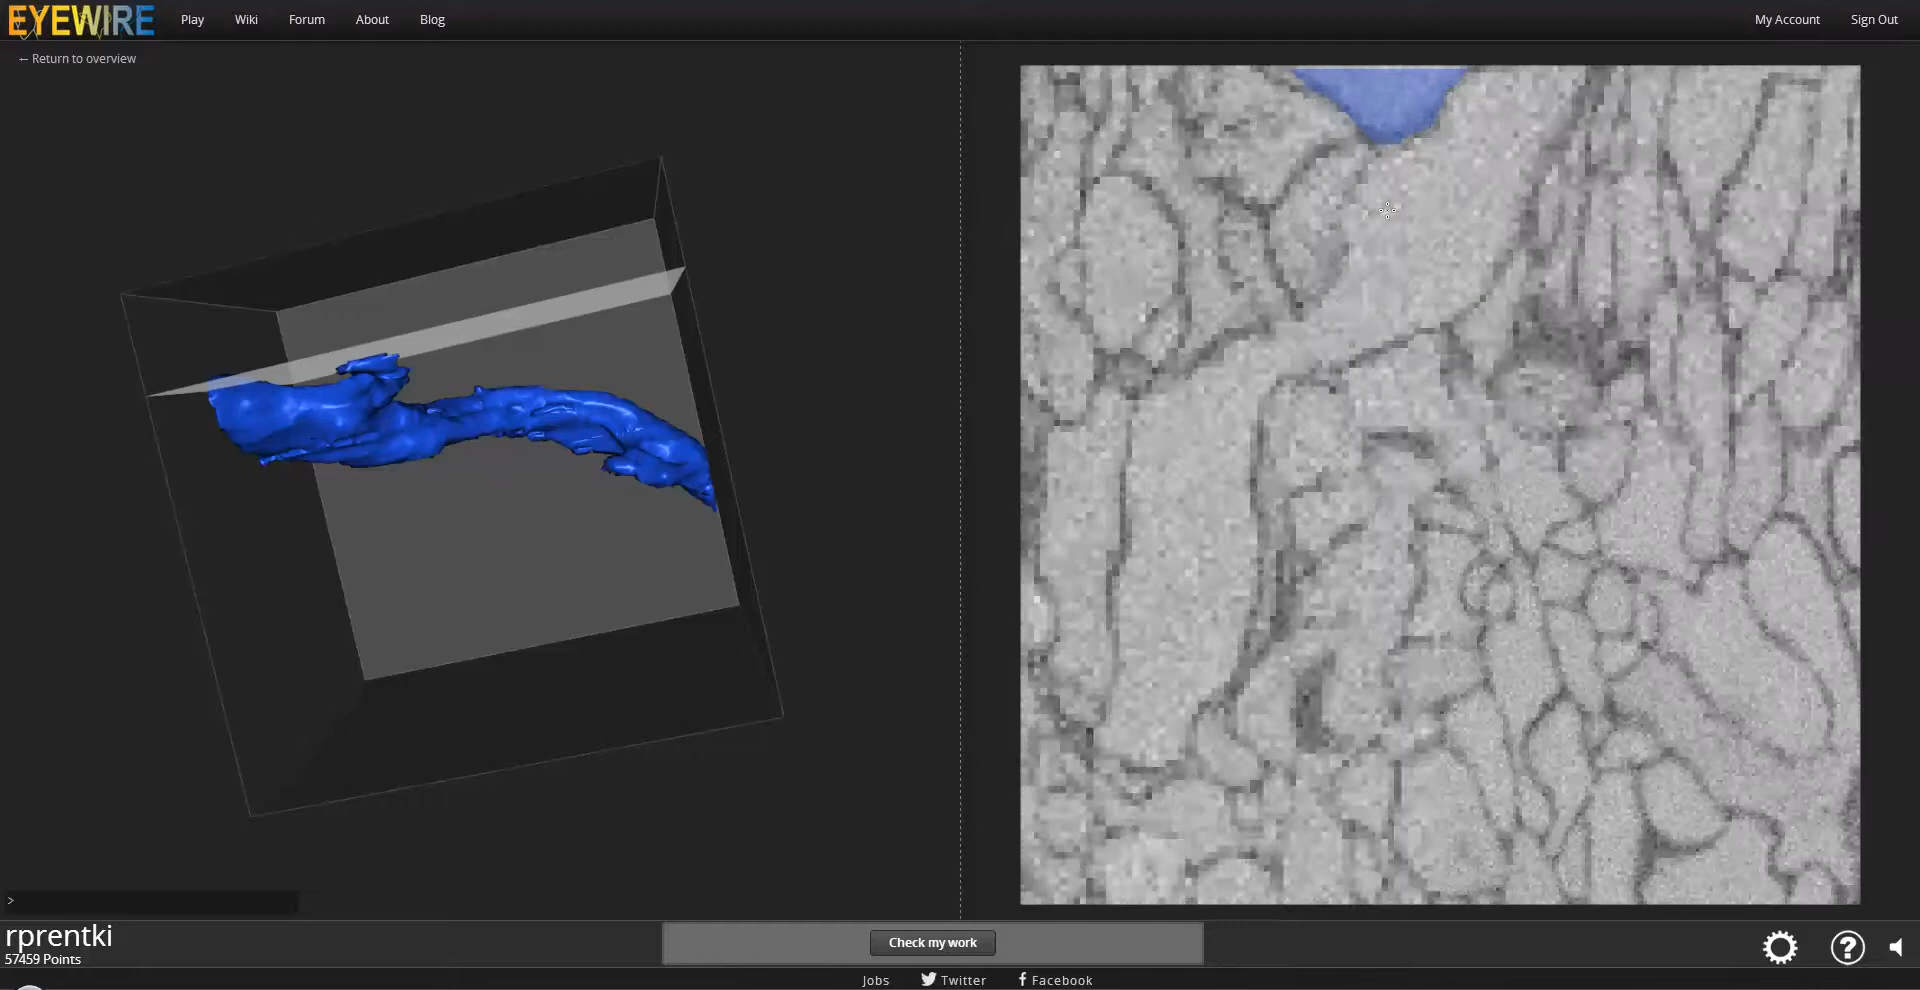 EYEWIRE Play Wiki Forum About Blog My Account Sign Out
← Return to overview
>
rprentki
57459 Points
Check my work
?
Jobs Twitter Facebook